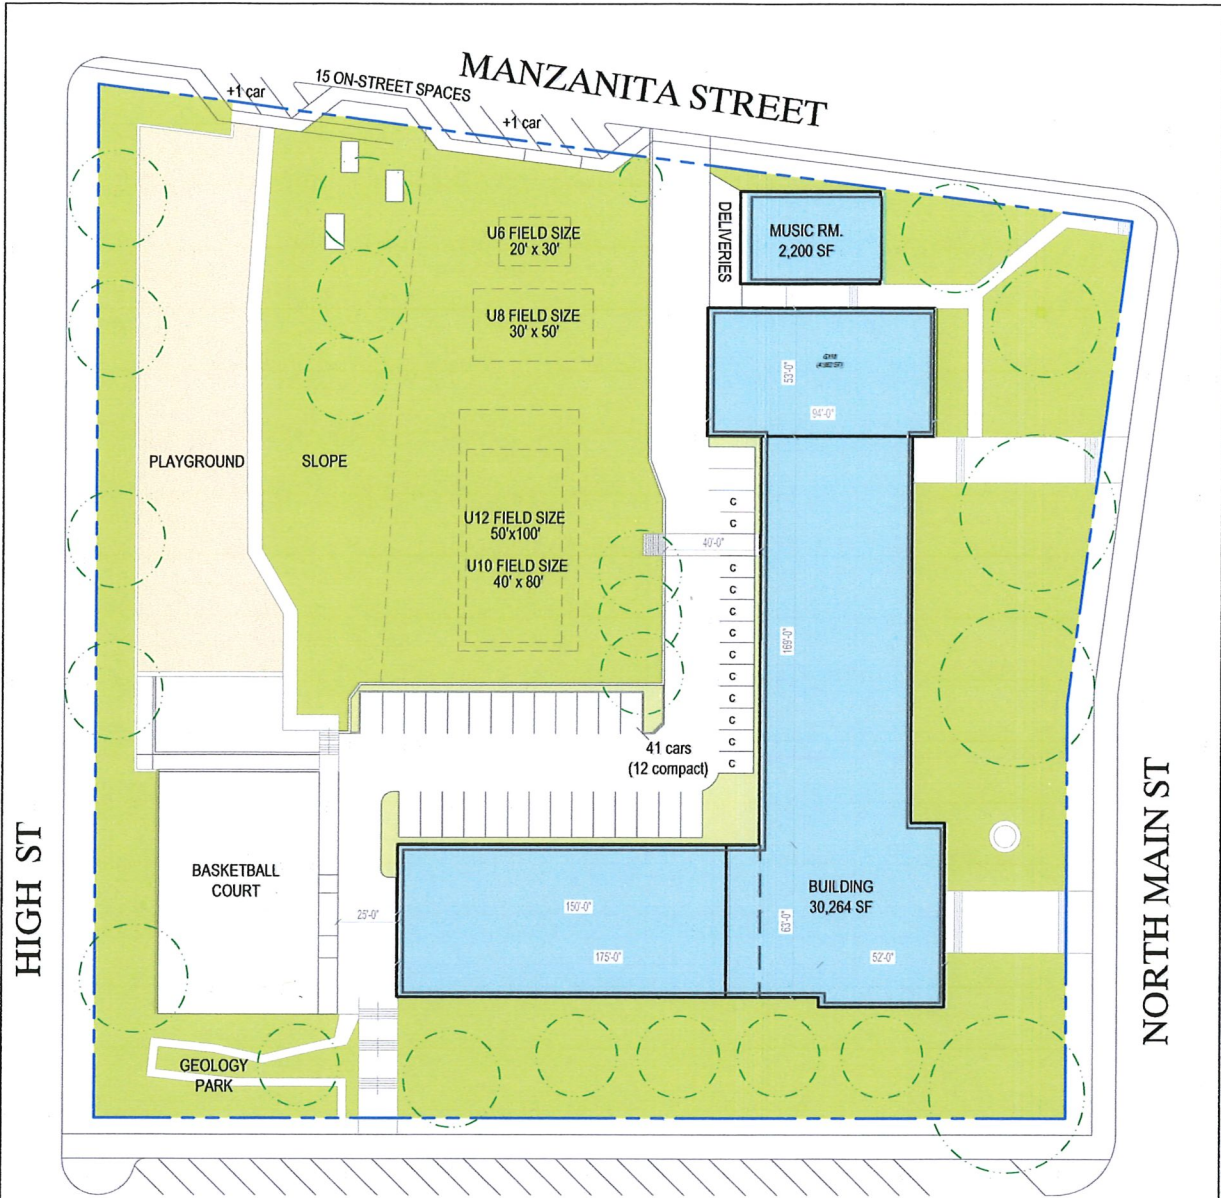 MANZANITA STREET
15 ON-STREET SPACES
+1 car
+1 car
DELIVERIES
MUSIC RM.
2,200 SF
U6 FIELD SIZE
20' x 30'
U8 FIELD SIZE
30' x 50'
53'-0"
94'-0"
PLAYGROUND
SLOPE
U12 FIELD SIZE
50'x100'
U10 FIELD SIZE
40' x 80'
C
C
40'-0"
C
C
C
C
C
C
C
C
C
C
169'-0"
41 cars
(12 compact)
BASKETBALL
COURT
25'-0"
150'-0"
175'-0"
BUILDING
30,264 SF
63'-0"
52'-0"
GEOLOGY
PARK
HIGH ST
NORTH MAIN ST